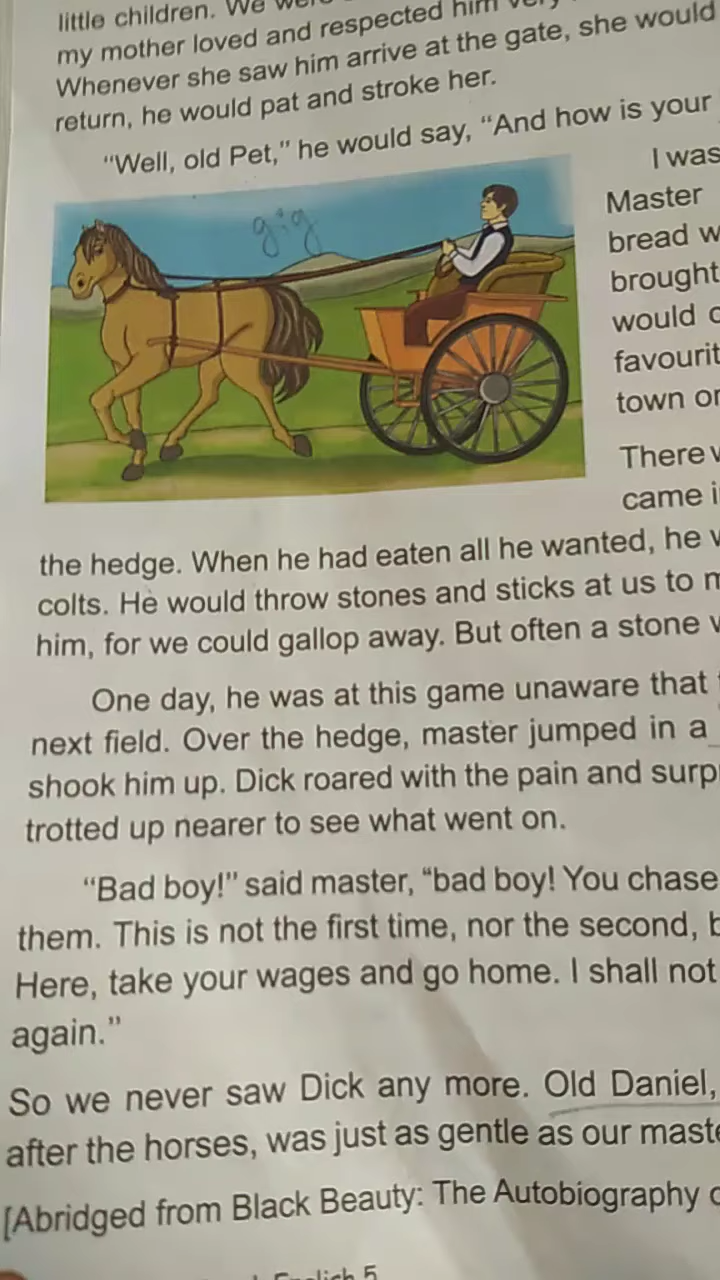 little children. We
my mother loved and respected him
Whenever she saw him arrive at the gate, she would
return, he would pat and stroke her.
“Well, old Pet,” he would say, “And how is your
gig
I was
Master
bread
brought
would
favourit
town or
There
came
the hedge. When he had eaten all he wanted, he
colts. He would throw stones and sticks at us to
him, for we could gallop away. But often a stone
One day, he was at this game unaware that
next field. Over the hedge, master jumped in a
shook him up. Dick roared with the pain and surp
trotted up nearer to see what went on.
“Bad boy!” said master, “bad boy! You chase
them. This is not the first time, nor the second,
Here, take your wages and go home. I shall not
again.”
So we never saw Dick any more. Old Daniel,
after the horses, was just as gentle as our maste
[Abridged from Black Beauty: The Autobiography
English 5